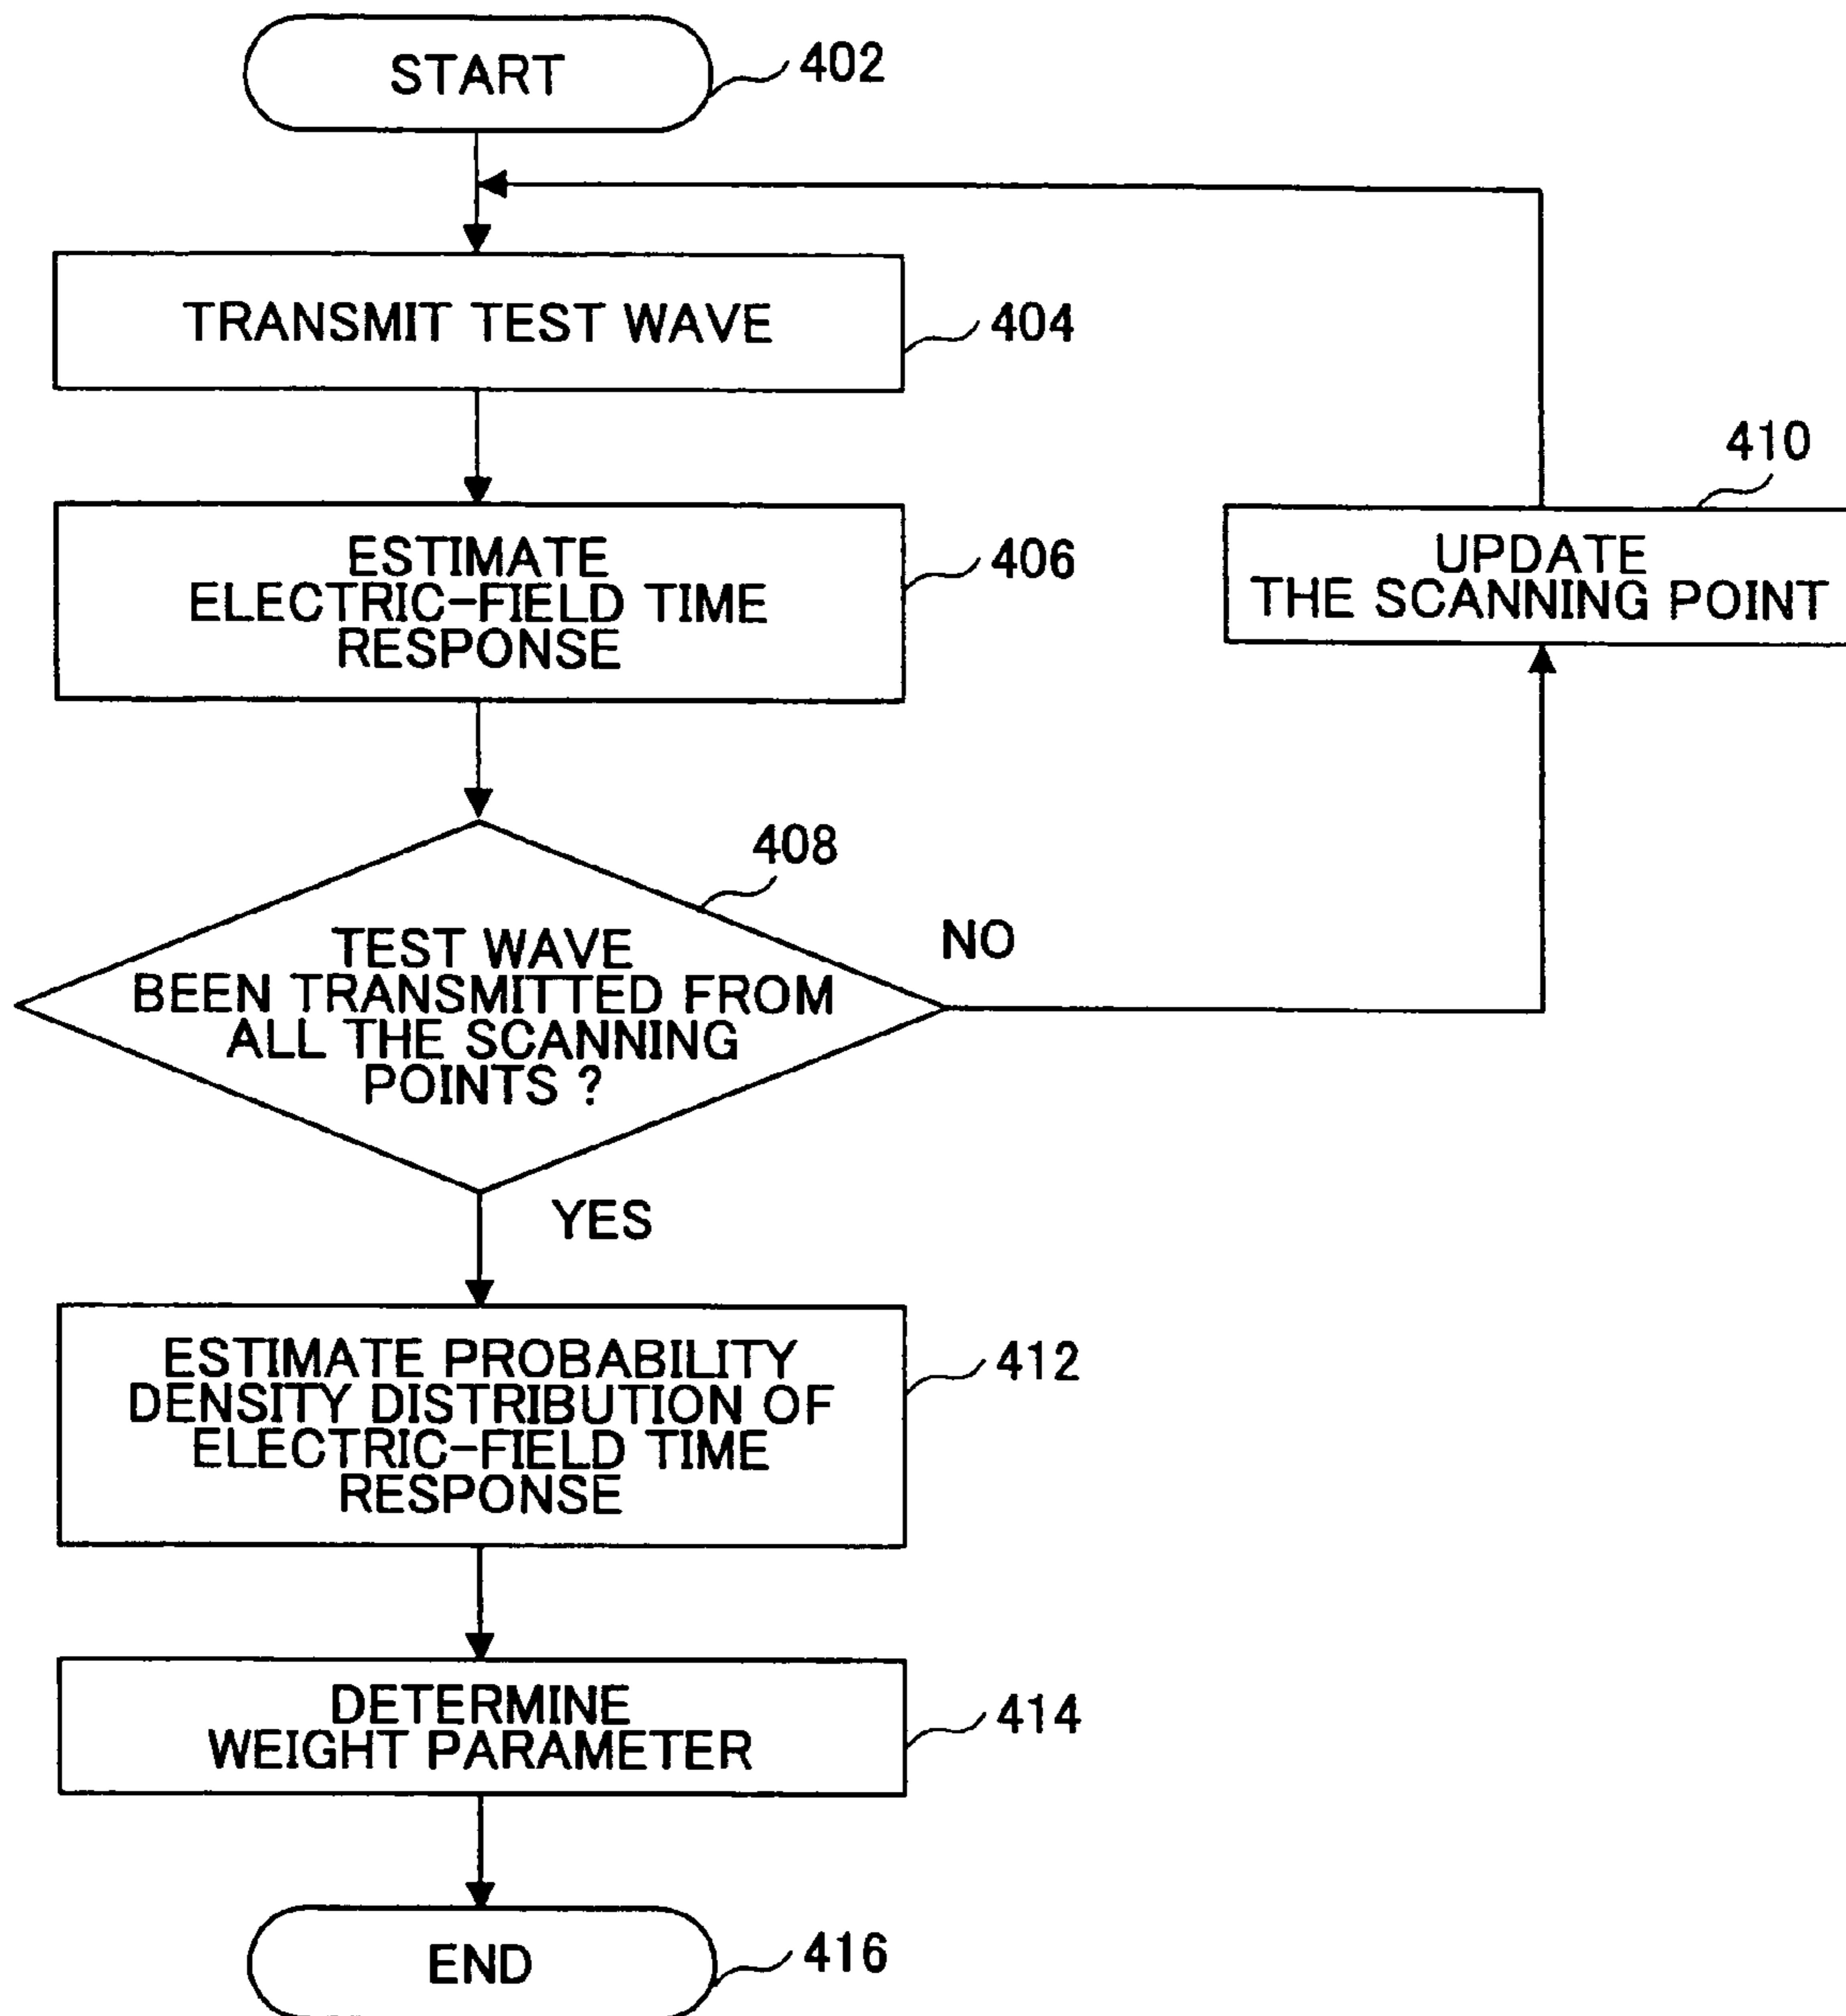 START
402
TRANSMIT TEST WAVE
404
410
ESTIMATE
ELECTRIC-FIELD TIME
RESPONSE
406
UPDATE
THE SCANNING POINT
408
TEST WAVE
BEEN TRANSMITTED FROM
ALL THE SCANNING
POINTS ?
NO
YES
ESTIMATE PROBABILITY
DENSITY DISTRIBUTION OF
ELECTRIC-FIELD TIME
RESPONSE
412
DETERMINE
WEIGHT PARAMETER
414
END
416